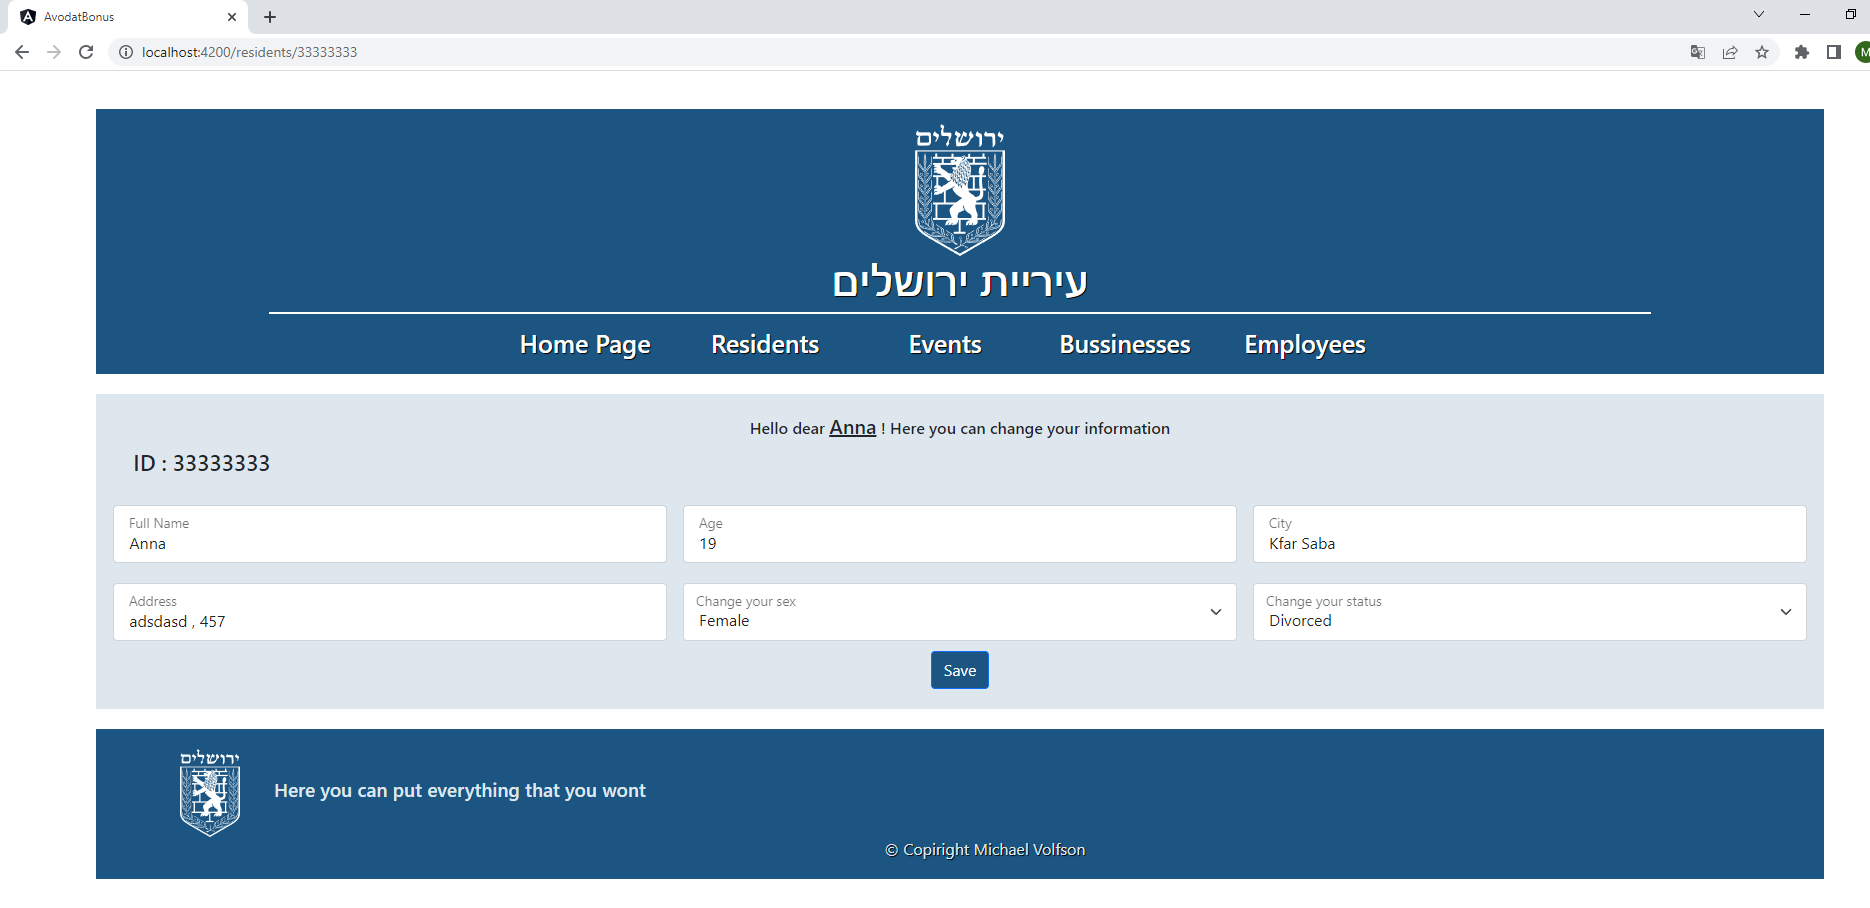 AvodatBonus
localhost:4200/residents/33333333
M
ירושלים
עיריית ירושלים
Home Page Residents Events Bussinesses Employees
Hello dear Anna ! Here you can change your information
ID : 33333333
Full Name
Anna
Age
19
City
Kfar Saba
Address
adsdasd , 457
Change your sex
Female
Change your status
Divorced
Save
ירושלים
Here you can put everything that you wont
© Copiright Michael Volfson